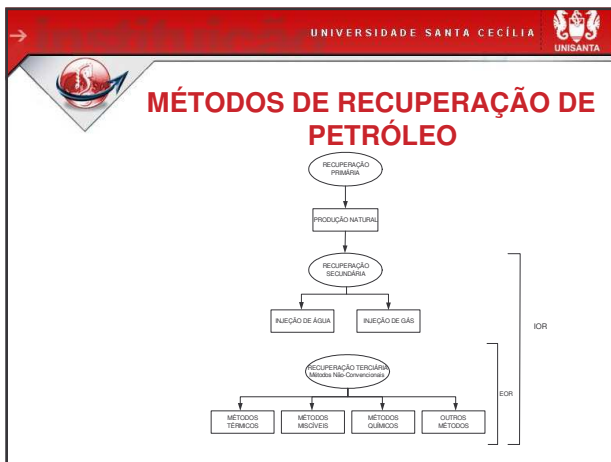 instituição
UNIVERSIDADE SANTA CECÍLIA
UNISANTA
MÉTODOS DE RECUPERAÇÃO DE
PETRÓLEO
RECUPERAÇÃO
PRIMÁRIA
PRODUÇÃO NATURAL
RECUPERAÇÃO
SECUNDÁRIA
INJEÇÃO DE ÁGUA
INJEÇÃO DE GÁS
IOR
RECUPERAÇÃO TERCIÁRIA
Métodos Não-Convencionais
EOR
MÉTODOS
TÉRMICOS
MÉTODOS
MISCÍVEIS
MÉTODOS
QUÍMICOS
OUTROS
MÉTODOS